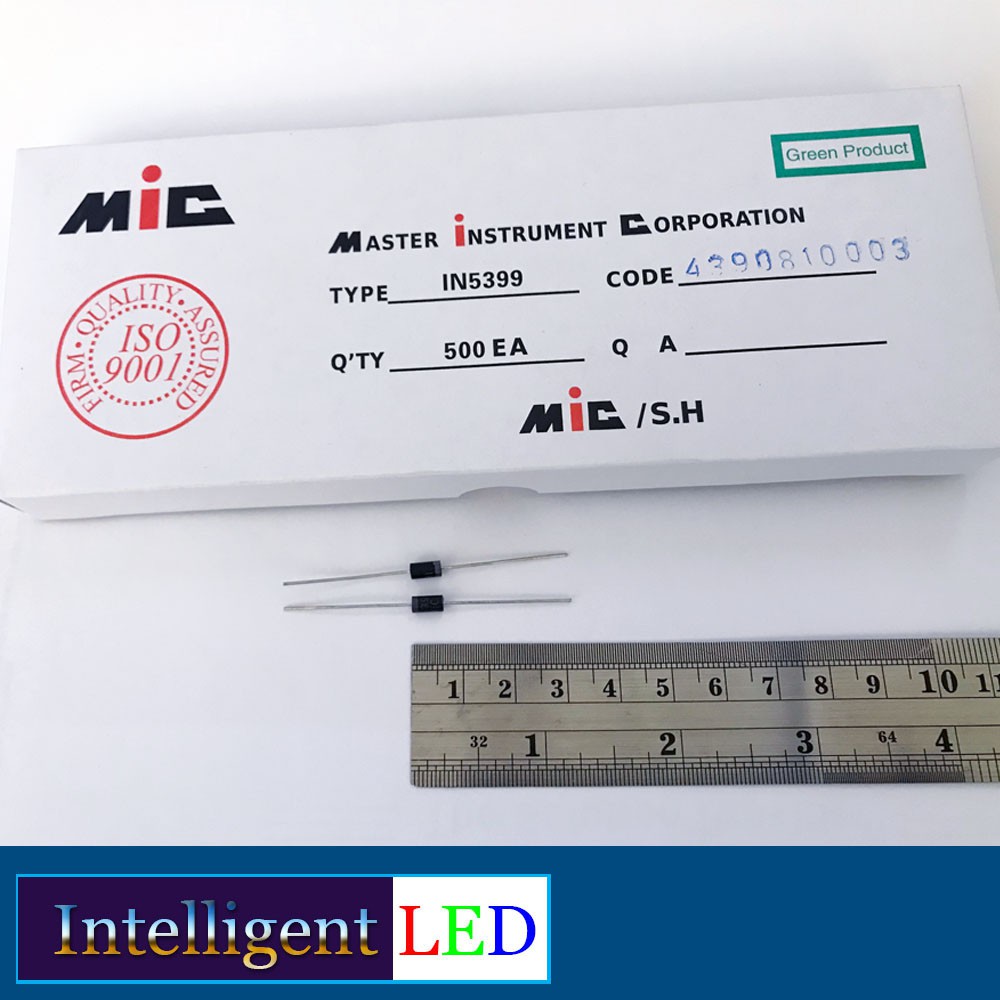 Green Product
MiC
MASTER iNSTRUMENT CORPORATION
TYPE IN5399 CODE 4390810003
FIRM · QUALITY · ASSURED
ISO
9001
Q'TY 500 EA Q A
MiC /S.H
1 2 3 4 5 6 7 8 9 10 11
32 1 2 3 64 4
Intelligent LED